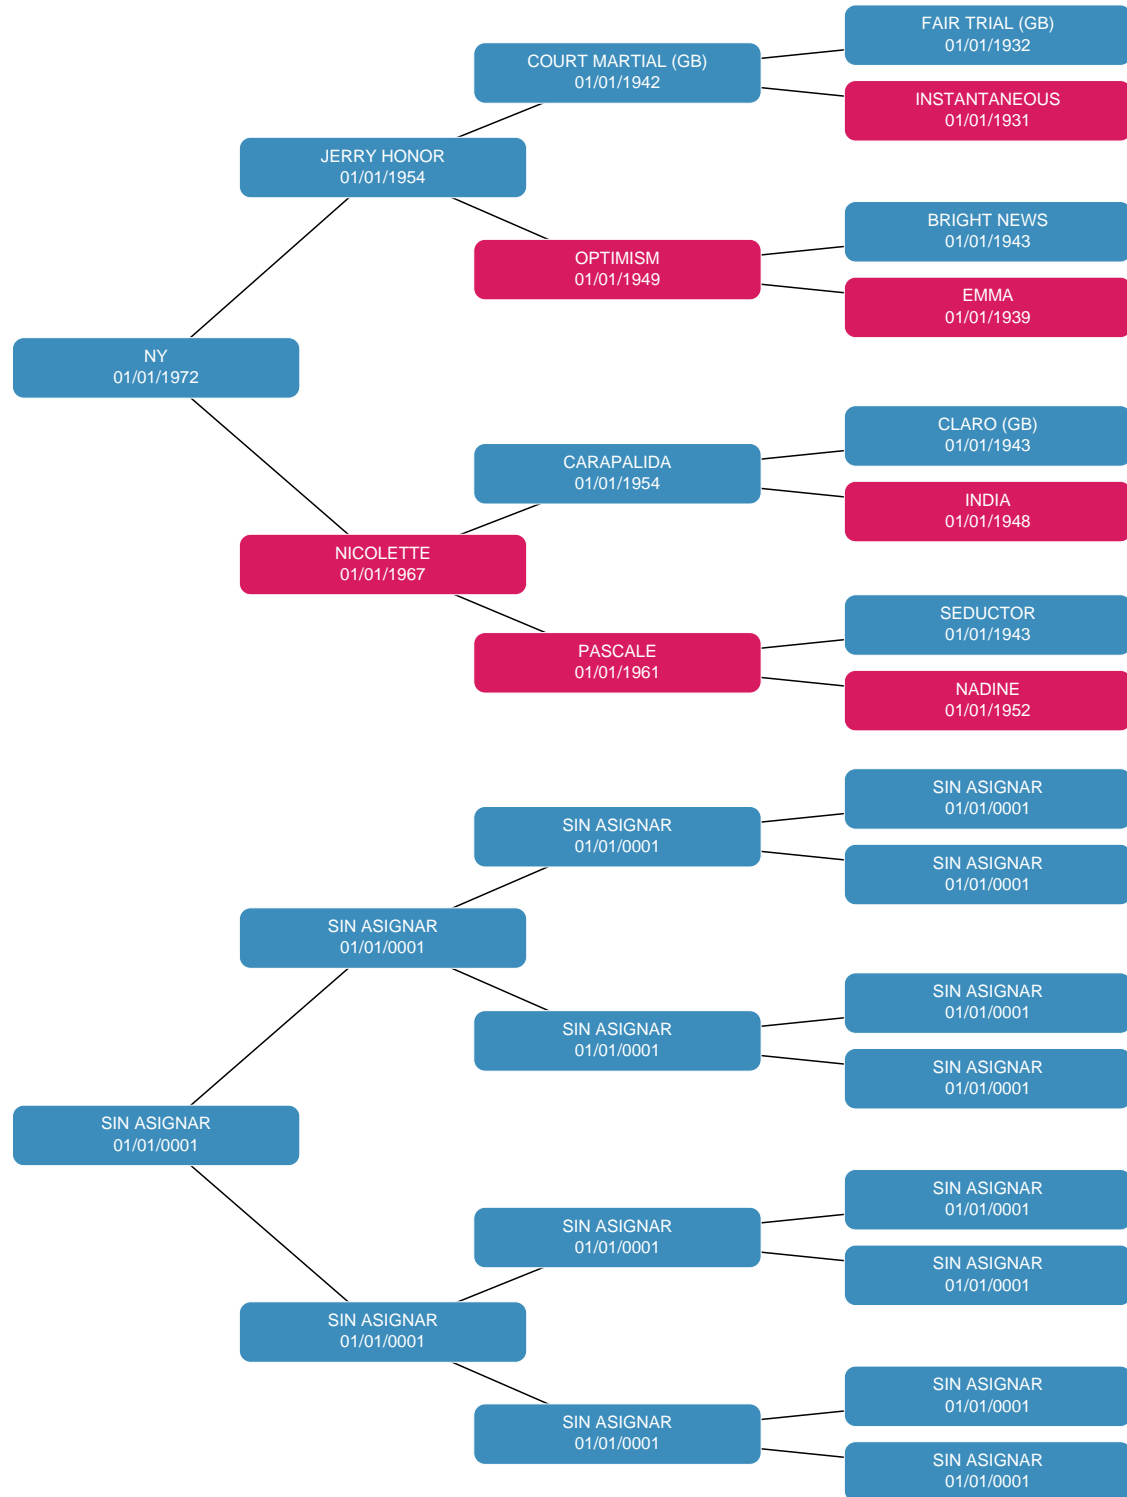 FAIR TRIAL (GB)
01/01/1932
COURT MARTIAL (GB)
01/01/1942
INSTANTANEOUS
01/01/1931
JERRY HONOR
01/01/1954
BRIGHT NEWS
01/01/1943
OPTIMISM
01/01/1949
EMMA
01/01/1939
NY
01/01/1972
CLARO (GB)
01/01/1943
CARAPALIDA
01/01/1954
INDIA
01/01/1948
NICOLETTE
01/01/1967
SEDUCTOR
01/01/1943
PASCALE
01/01/1961
NADINE
01/01/1952
SIN ASIGNAR
01/01/0001
SIN ASIGNAR
01/01/0001
SIN ASIGNAR
01/01/0001
SIN ASIGNAR
01/01/0001
SIN ASIGNAR
01/01/0001
SIN ASIGNAR
01/01/0001
SIN ASIGNAR
01/01/0001
SIN ASIGNAR
01/01/0001
SIN ASIGNAR
01/01/0001
SIN ASIGNAR
01/01/0001
SIN ASIGNAR
01/01/0001
SIN ASIGNAR
01/01/0001
SIN ASIGNAR
01/01/0001
SIN ASIGNAR
01/01/0001
SIN ASIGNAR
01/01/0001